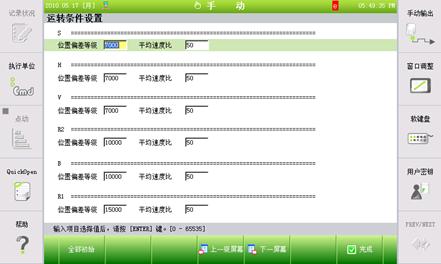 2010.05.17 [月] 手 动 05:49:35 PM
记录状况
运转条件设置
手动输出
S
位置偏差等级 7000 平均速度比 50
执行单位
Cmd
H
位置偏差等级 7000 平均速度比 50
窗口调整
点动
V
位置偏差等级 7000 平均速度比 50
软键盘
R2
位置偏差等级 10000 平均速度比 50
QuickOpen
B
位置偏差等级 10000 平均速度比 50
用户密钥
R1
位置偏差等级 15000 平均速度比 50
帮助
PREV/NEXT
输入项目选择值后，请按 [ENTER] 键。[0 - 65535]
全部初始 上一级屏幕 下一屏幕 完成